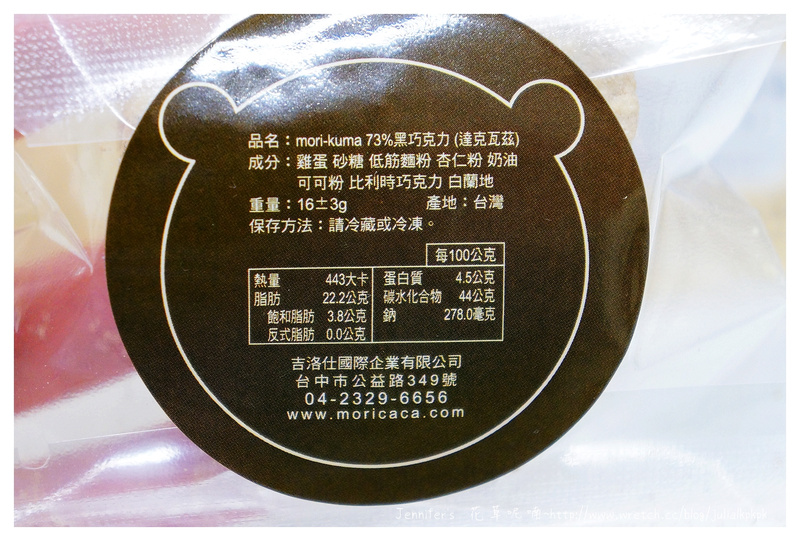 品名：mori-kuma 73%黑巧克力 (達克瓦茲)
成分：雞蛋 砂糖 低筋麵粉 杏仁粉 奶油
可可粉 比利時巧克力 白蘭地
重量：16±3g 產地：台灣
保存方法：請冷藏或冷凍。
每100公克
熱量 443大卡 蛋白質 4.5公克
脂肪 22.2公克 碳水化合物 44公克
飽和脂肪 3.8公克 鈉 278.0毫克
反式脂肪 0.0公克
吉洛仕國際企業有限公司
台中市公益路349號
04-2329-6656
www.moricaca.com
Jennifers